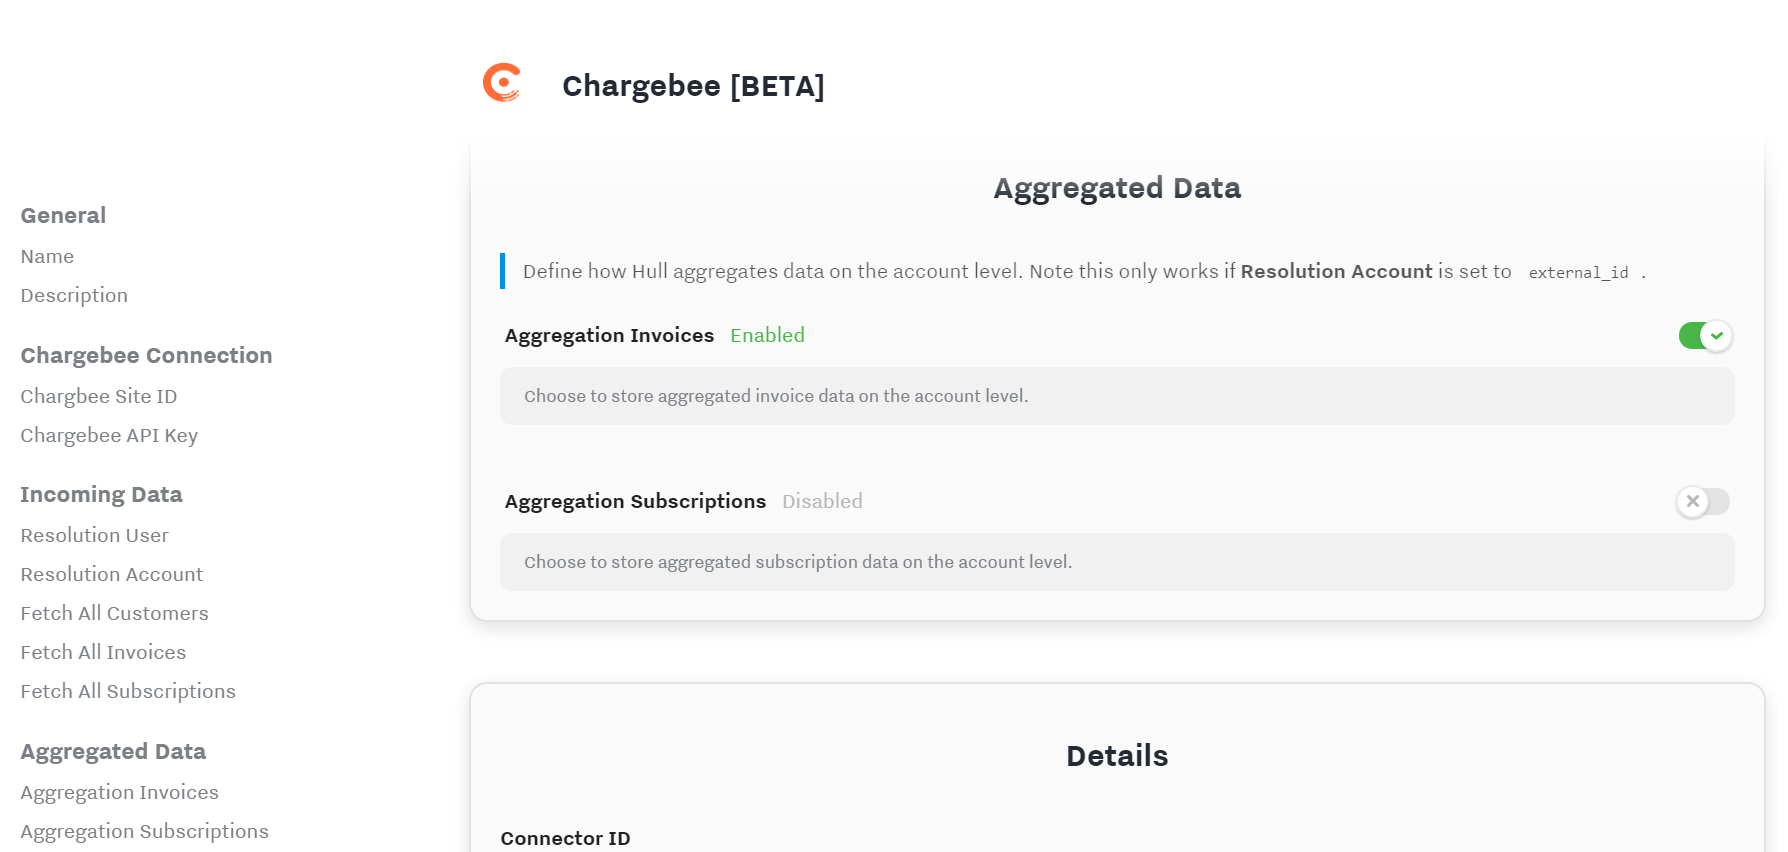 Chargebee [BETA]
General
Name
Description
Chargebee Connection
Chargbee Site ID
Chargebee API Key
Incoming Data
Resolution User
Resolution Account
Fetch All Customers
Fetch All Invoices
Fetch All Subscriptions
Aggregated Data
Aggregation Invoices
Aggregation Subscriptions
Aggregated Data
Define how Hull aggregates data on the account level. Note this only works if Resolution Account is set to external_id .
Aggregation Invoices Enabled
Choose to store aggregated invoice data on the account level.
Aggregation Subscriptions Disabled
Choose to store aggregated subscription data on the account level.
Details
Connector ID